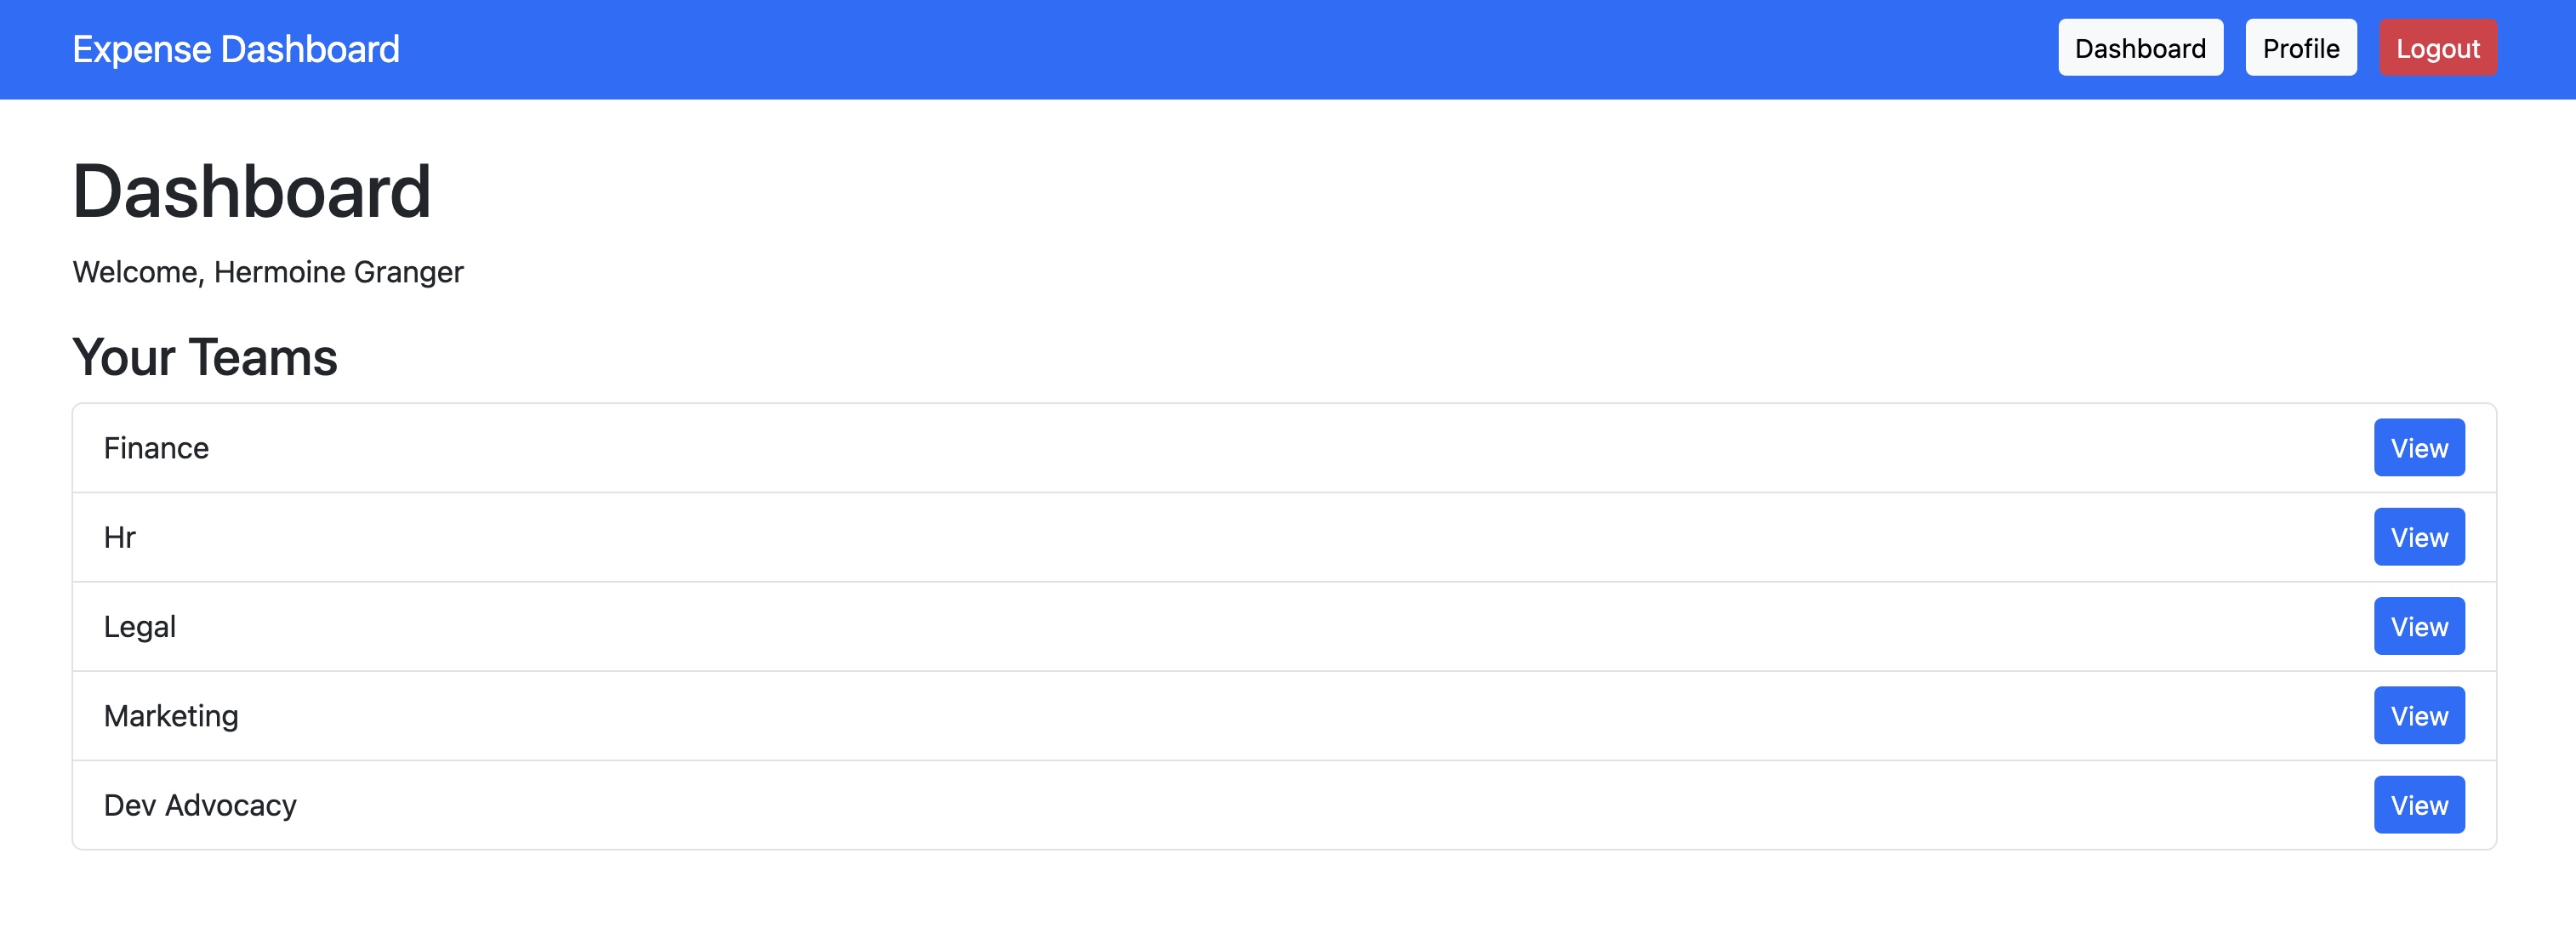 Expense Dashboard Dashboard Profile Logout
Dashboard
Welcome, Hermoine Granger
Your Teams
Finance View
Hr View
Legal View
Marketing View
Dev Advocacy View